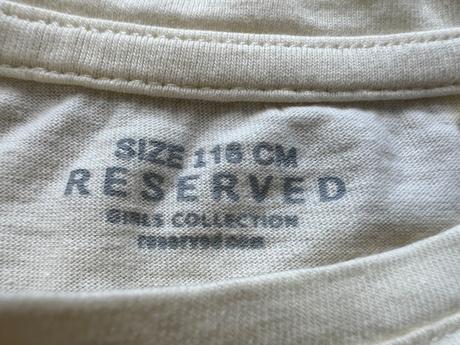 SIZE 116 CM
RESERVED
GIRLS COLLECTION
reserved.com